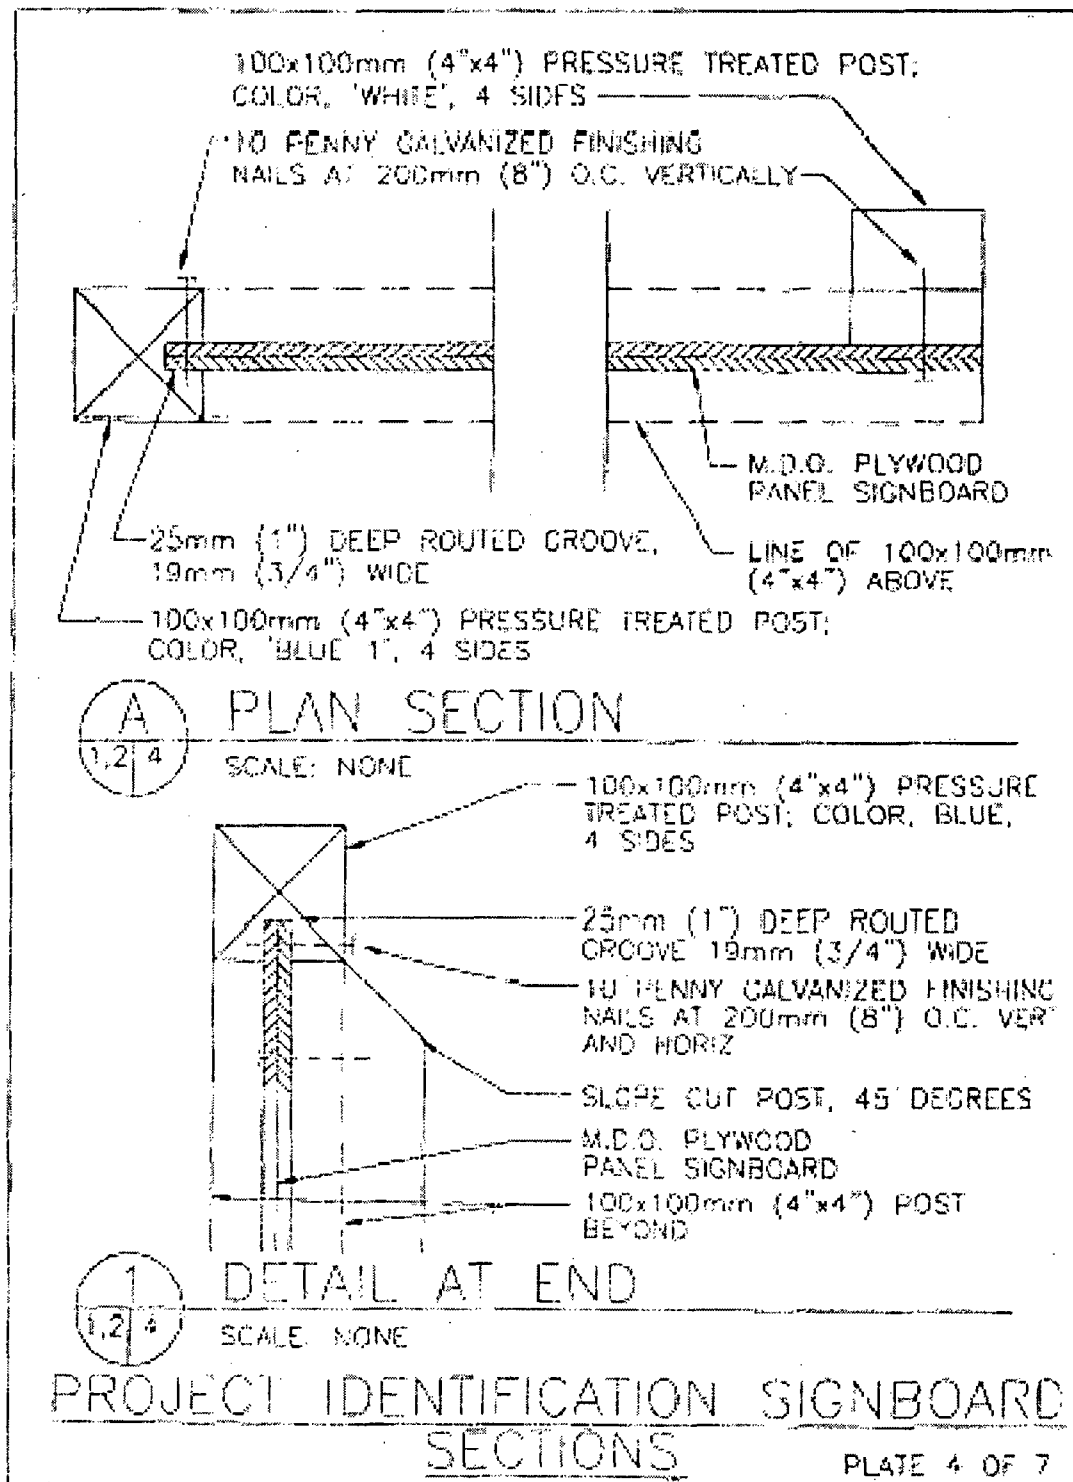 100x100mm (4"x4") PRESSURE TREATED POST;
COLOR, 'WHITE', 4 SIDES
10 PENNY GALVANIZED FINISHING
NAILS AT 200mm (8") O.C. VERTICALLY
M.D.O. PLYWOOD
PANEL SIGNBOARD
25mm (1") DEEP ROUTED GROOVE,
19mm (3/4") WIDE
LINE OF 100x100mm
(4"x4") ABOVE
100x100mm (4"x4") PRESSURE TREATED POST;
COLOR, 'BLUE 1', 4 SIDES
A
1,2 4
PLAN SECTION
SCALE: NONE
100x100mm (4"x4") PRESSURE
TREATED POST; COLOR, BLUE,
4 SIDES
25mm (1") DEEP ROUTED
GROOVE 19mm (3/4") WIDE
10 PENNY GALVANIZED FINISHING
NAILS AT 200mm (8") O.C. VERT
AND HORIZ
SLOPE CUT POST, 45 DEGREES
M.D.O. PLYWOOD
PANEL SIGNBOARD
100x100mm (4"x4") POST
BEYOND
1
1,2 4
DETAIL AT END
SCALE: NONE
PROJECT IDENTIFICATION SIGNBOARD
SECTIONS
PLATE 4 OF 7